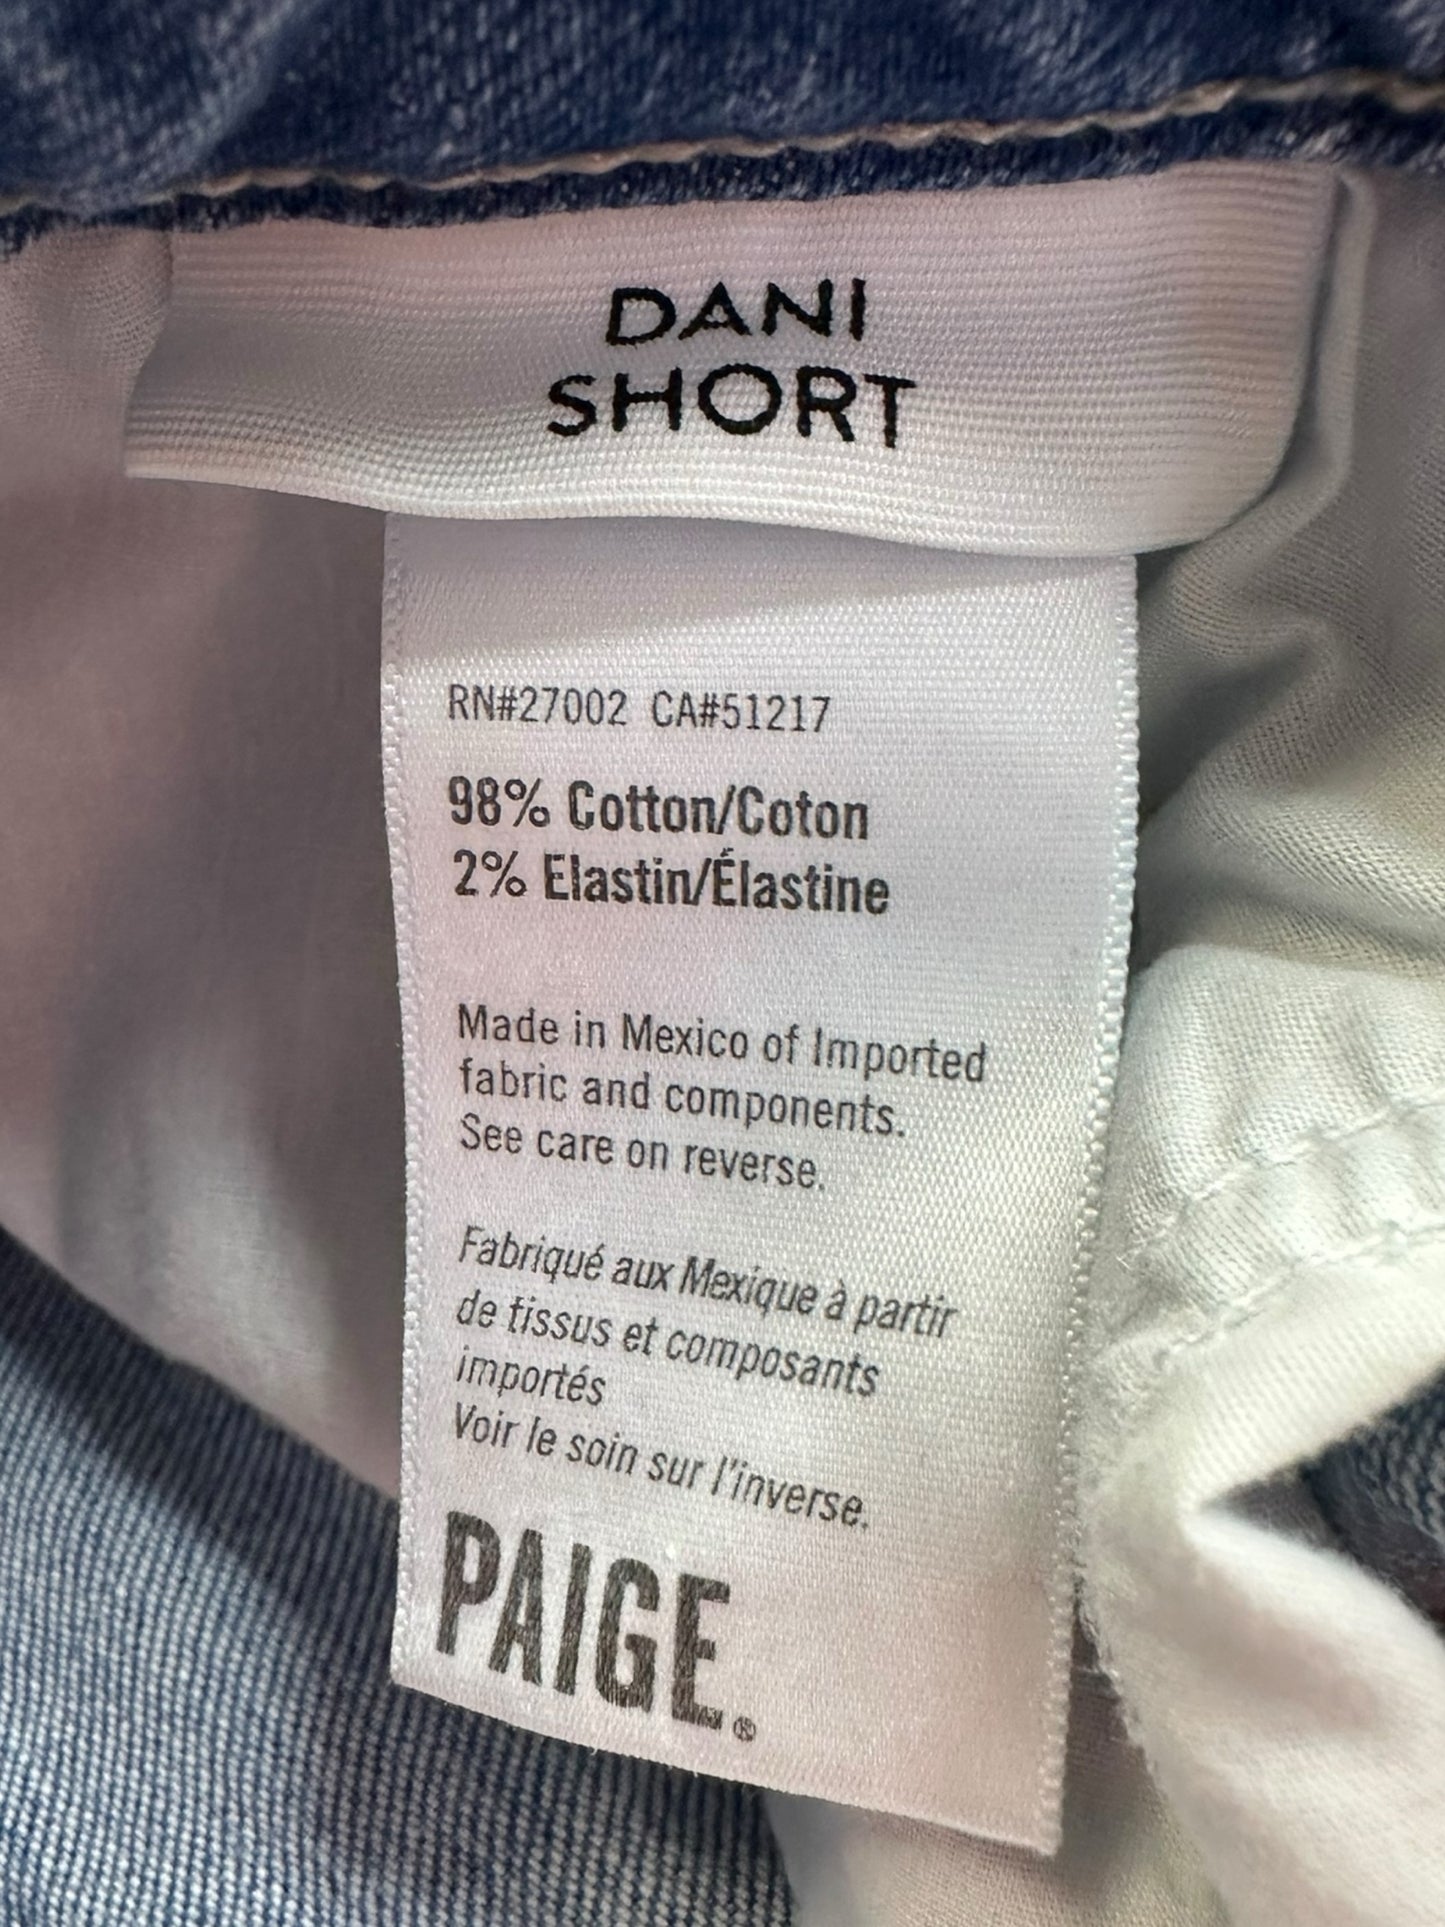 DANI
SHORT
RN#27002 CA#51217
98% Cotton/Coton
2% Elastin/Élastine
Made in Mexico of Imported
fabric and components.
See care on reverse.
Fabriqué aux Mexique à partir
de tissus et composants
importés
Voir le soin sur l'inverse.
PAIGE®